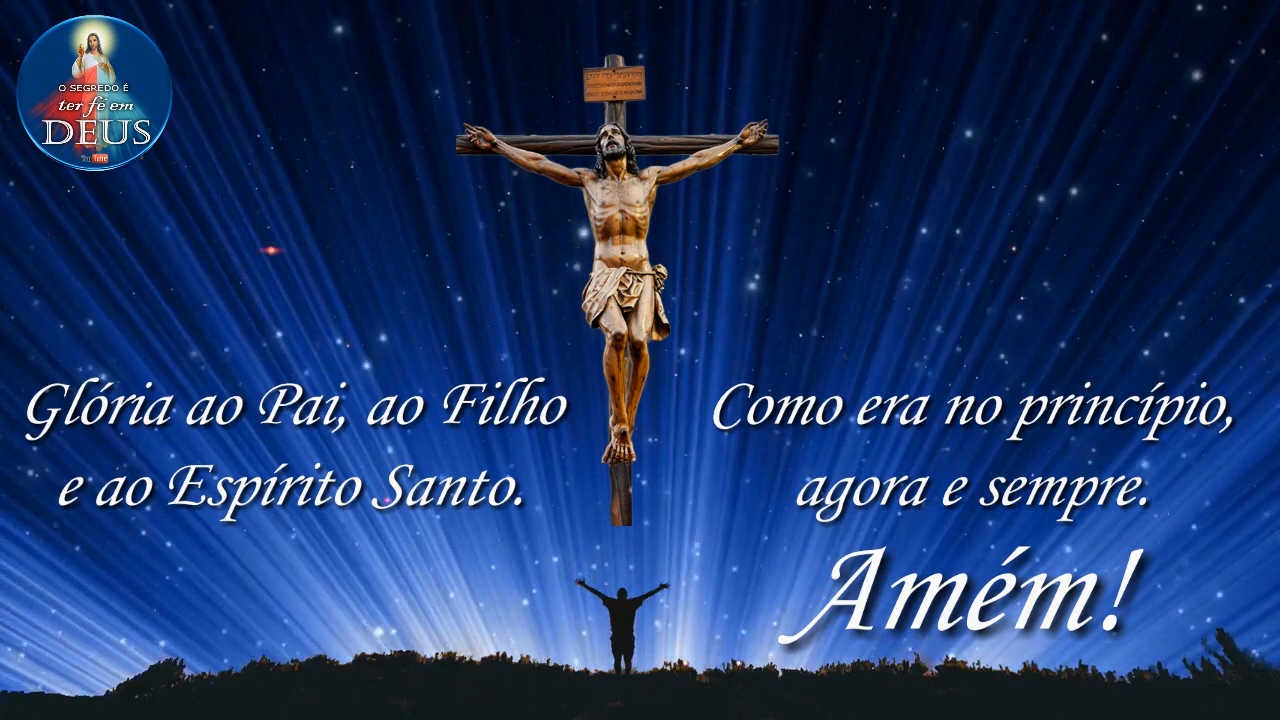 O SEGREDO É
ter fé em
DEUS
Glória ao Pai, ao Filho
e ao Espírito Santo.
Como era no princípio,
agora e sempre.
Amém!